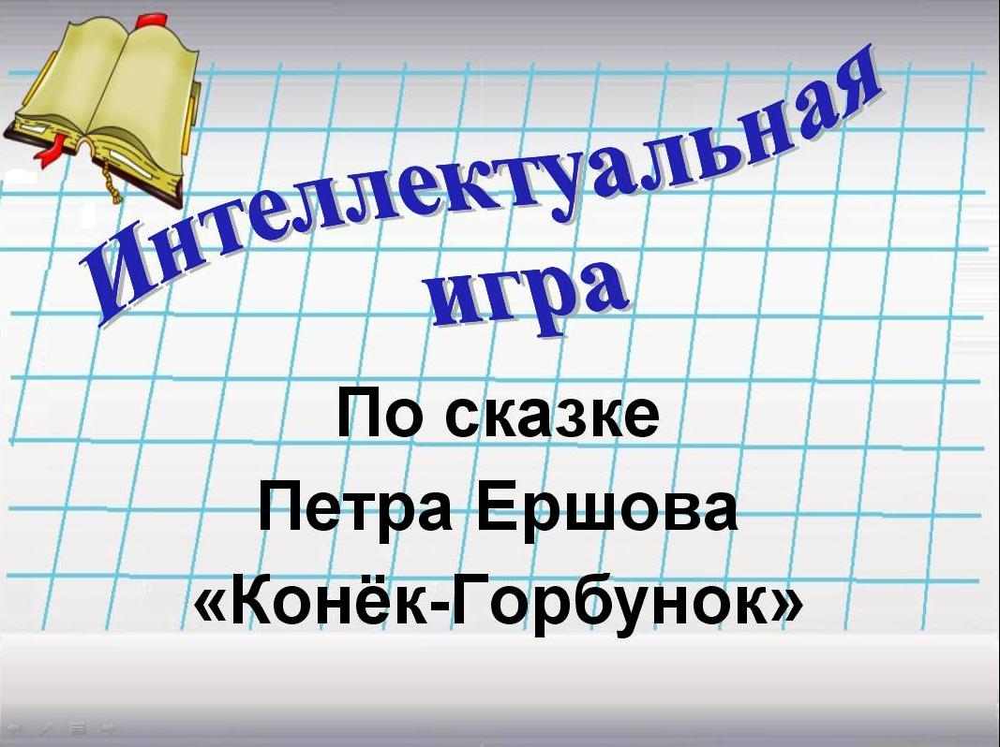 Интеллектуальная
игра
По сказке
Петра Ершова
«Конёк-Горбунок»